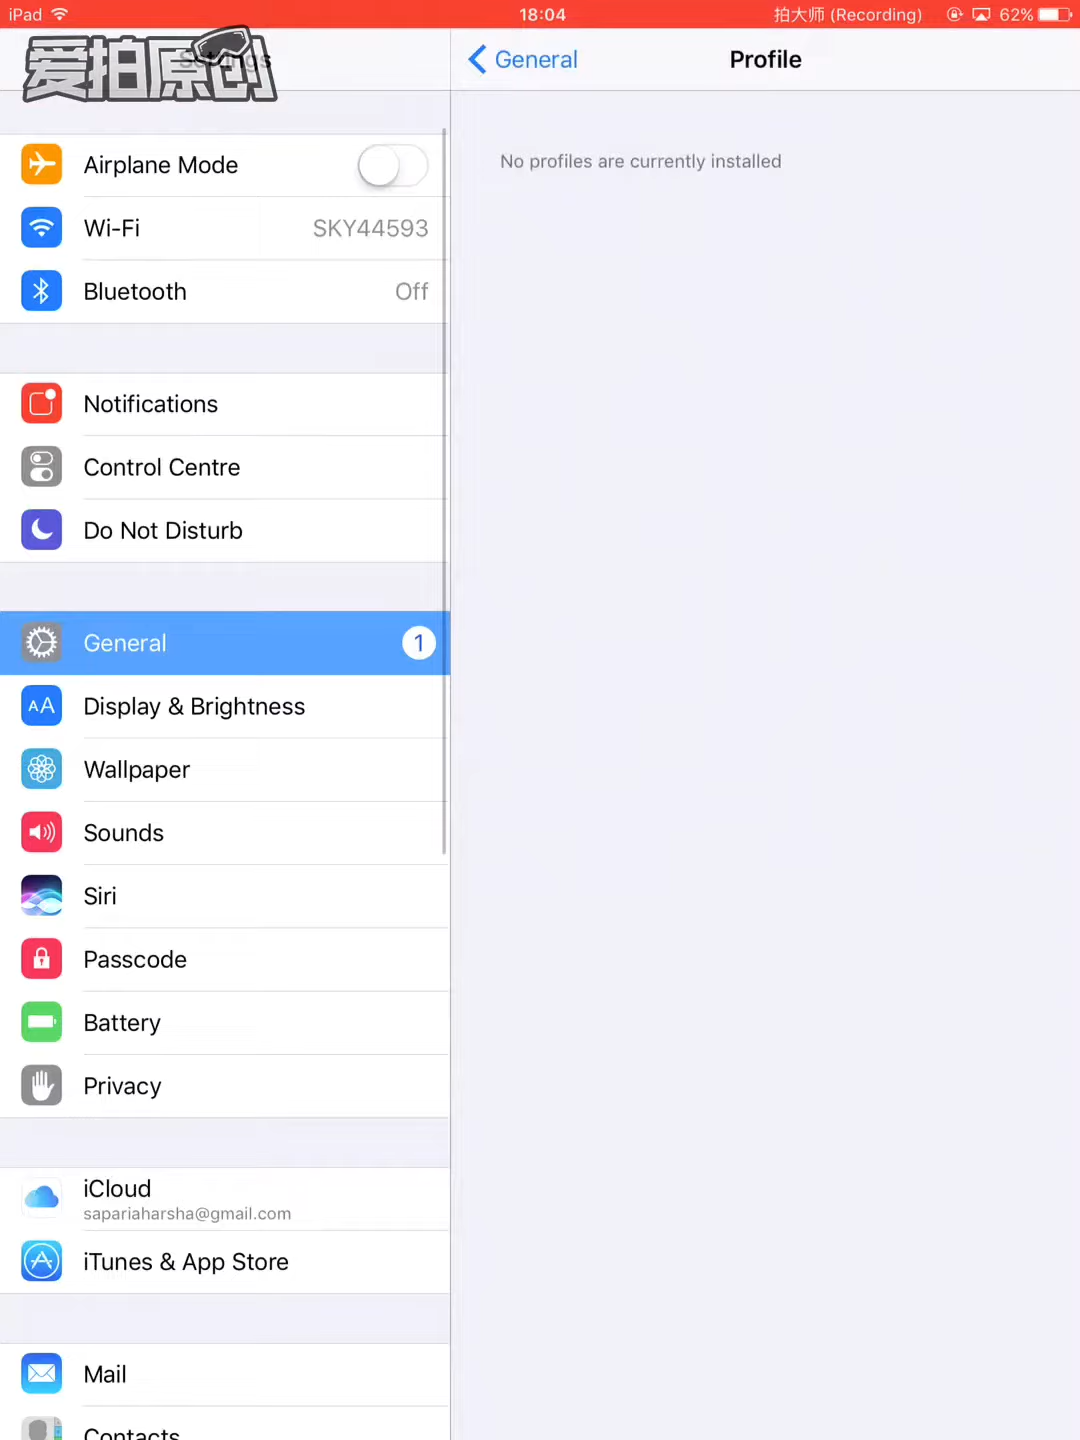 iPad
18:04
拍大师 (Recording)
62%
爱拍原创
Settings
General
Profile
No profiles are currently installed
Airplane Mode
Wi-Fi
SKY44593
Bluetooth
Off
Notifications
Control Centre
Do Not Disturb
General
1
AA
Display & Brightness
Wallpaper
Sounds
Siri
Passcode
Battery
Privacy
iCloud
sapariaharsha@gmail.com
iTunes & App Store
Mail
Contacts